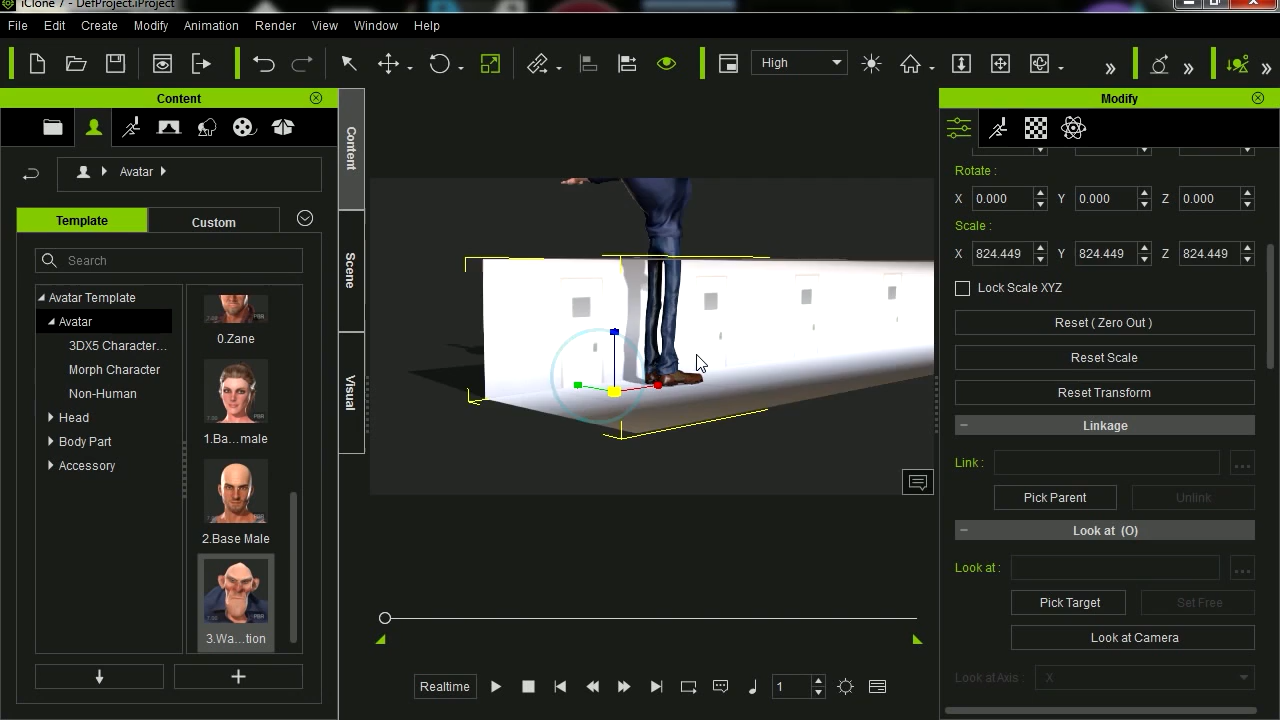 iClone 7 - DefProject.iProject
File Edit Create Modify Animation Render View Window Help
High
Content
Modify
Avatar
Template
Custom
Search
Avatar Template
Avatar
3DX5 Character...
Morph Character
Non-Human
Head
Body Part
Accessory
0.Zane
1.Ba...male
2.Base Male
3.Wa...tion
Content
Scene
Visual
Rotate :
X 0.000 Y 0.000 Z 0.000
Scale :
X 824.449 Y 824.449 Z 824.449
Lock Scale XYZ
Reset ( Zero Out )
Reset Scale
Reset Transform
Linkage
Link :
...
Pick Parent
Unlink
Look at (O)
Look at :
...
Pick Target
Set Free
Look at Camera
Look at Axis : X
Realtime
1